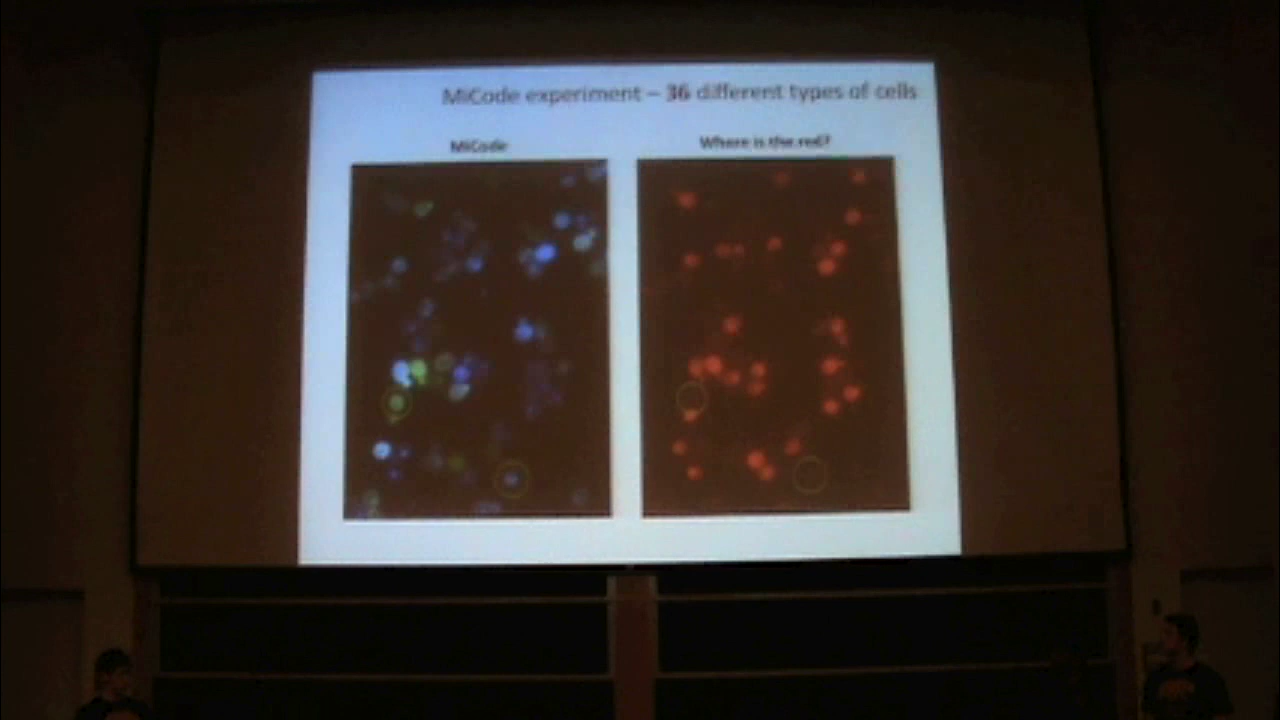 MiCode experiment – 36 different types of cells
MiCode
Where is the red?